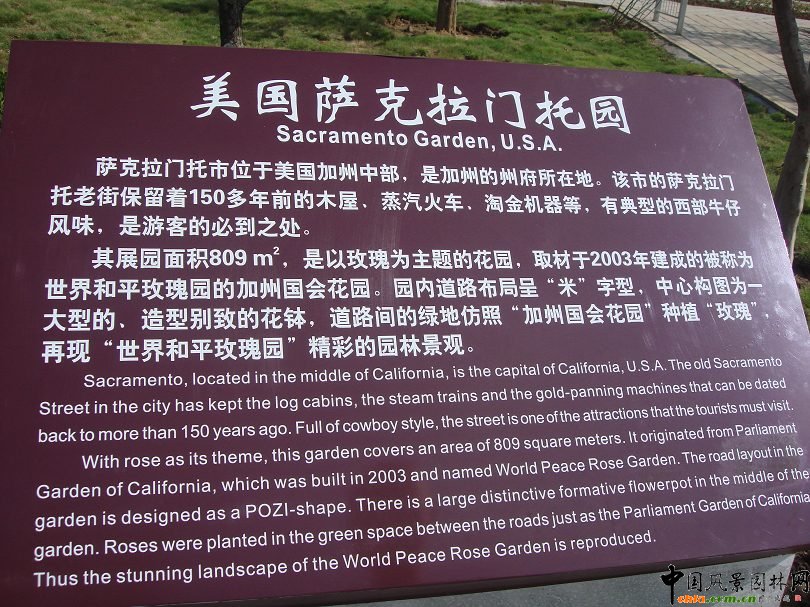 美国萨克拉门托园
Sacramento Garden, U.S.A.
萨克拉门托市位于美国加州中部，是加州的州府所在地。该市的萨克拉门
托老街保留着150多年前的木屋、蒸汽火车、淘金机器等，有典型的西部牛仔
风味，是游客的必到之处。
其展园面积809 m²，是以玫瑰为主题的花园，取材于2003年建成的被称为
世界和平玫瑰园的加州国会花园。园内道路布局呈“米”字型，中心构图为一
大型的、造型别致的花钵，道路间的绿地仿照“加州国会花园”种植“玫瑰”，
再现“世界和平玫瑰园”精彩的园林景观。
Sacramento, located in the middle of California, is the capital of California, U.S.A. The old Sacramento
Street in the city has kept the log cabins, the steam trains and the gold-panning machines that can be dated
back to more than 150 years ago. Full of cowboy style, the street is one of the attractions that the tourists must visit.
With rose as its theme, this garden covers an area of 809 square meters. It originated from Parliament
Garden of California, which was built in 2003 and named World Peace Rose Garden. The road layout in the
garden is designed as a POZI-shape. There is a large distinctive formative flowerpot in the middle of the
garden. Roses were planted in the green space between the roads just as the Parliament Garden of California
Thus the stunning landscape of the World Peace Rose Garden is reproduced.
中国风景园林网